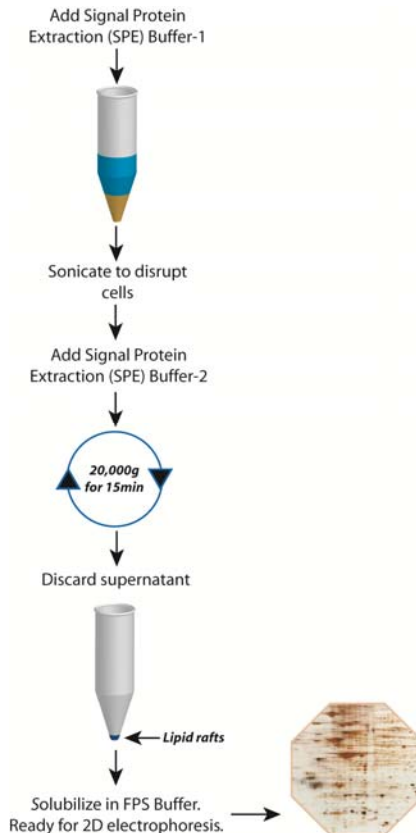 Add Signal Protein
Extraction (SPE) Buffer-1
Sonicate to disrupt
cells
Add Signal Protein
Extraction (SPE) Buffer-2
20,000g
for 15min
Discard supernatant
Lipid rafts
Solubilize in FPS Buffer.
Ready for 2D electrophoresis.